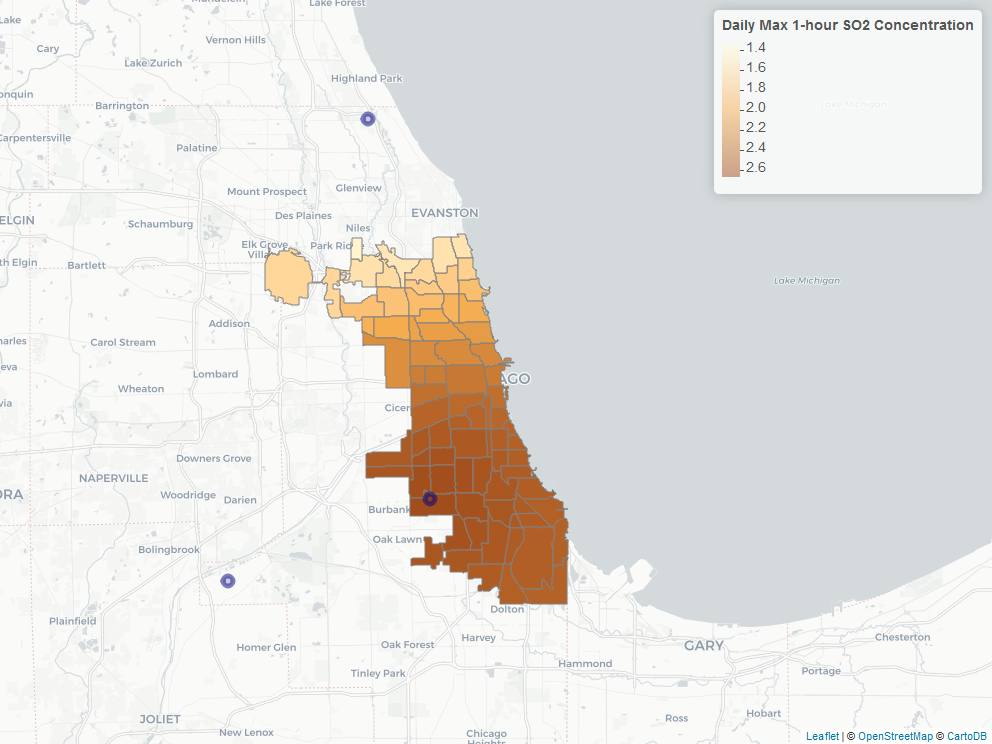 Lake Forest
Lake
Cary
Vernon Hills
Lake Zurich
Highland Park
onquin
Barrington
Carpentersville
Palatine
Mount Prospect
Glenview
ELGIN
Schaumburg
Des Plaines
EVANSTON
Niles
Elk Grove
Villa
Park Rid
th Elgin
Bartlett
Addison
harles
Carol Stream
eva
Lombard
AGO
Wheaton
via
Cicer
Downers Grove
NAPERVILLE
ORA
Woodridge
Darien
Burbank
Oak Lawn
Bolingbrook
Plainfield
Dolton
Homer Glen
Oak Forest
Harvey
GARY
Chesterton
Tinley Park
Hammond
Portage
JOLIET
New Lenox
Chicago
Heights
Ross
Hobart
Lake Michigan
Lake Michigan
Daily Max 1-hour SO2 Concentration
1.4
1.6
1.8
2.0
2.2
2.4
2.6
Leaflet | © OpenStreetMap © CartoDB